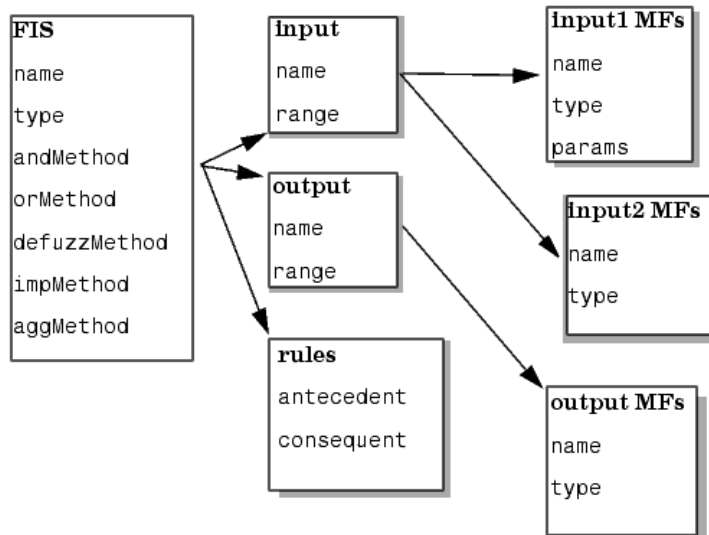 FIS
name
type
andMethod
orMethod
defuzzMethod
impMethod
aggMethod
input
name
range
output
name
range
rules
antecedent
consequent
input1 MFs
name
type
params
input2 MFs
name
type
output MFs
name
type